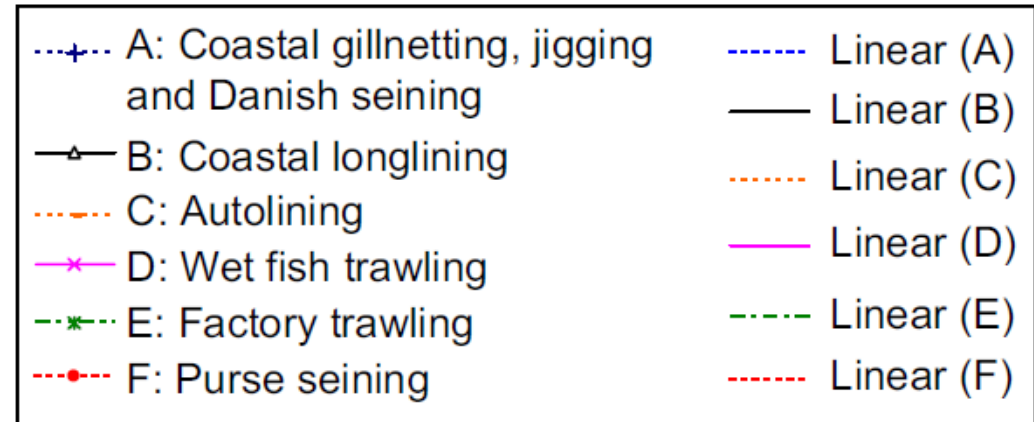 A: Coastal gillnetting, jigging
and Danish seining
B: Coastal longlining
C: Autolining
D: Wet fish trawling
E: Factory trawling
F: Purse seining
Linear (A)
Linear (B)
Linear (C)
Linear (D)
Linear (E)
Linear (F)